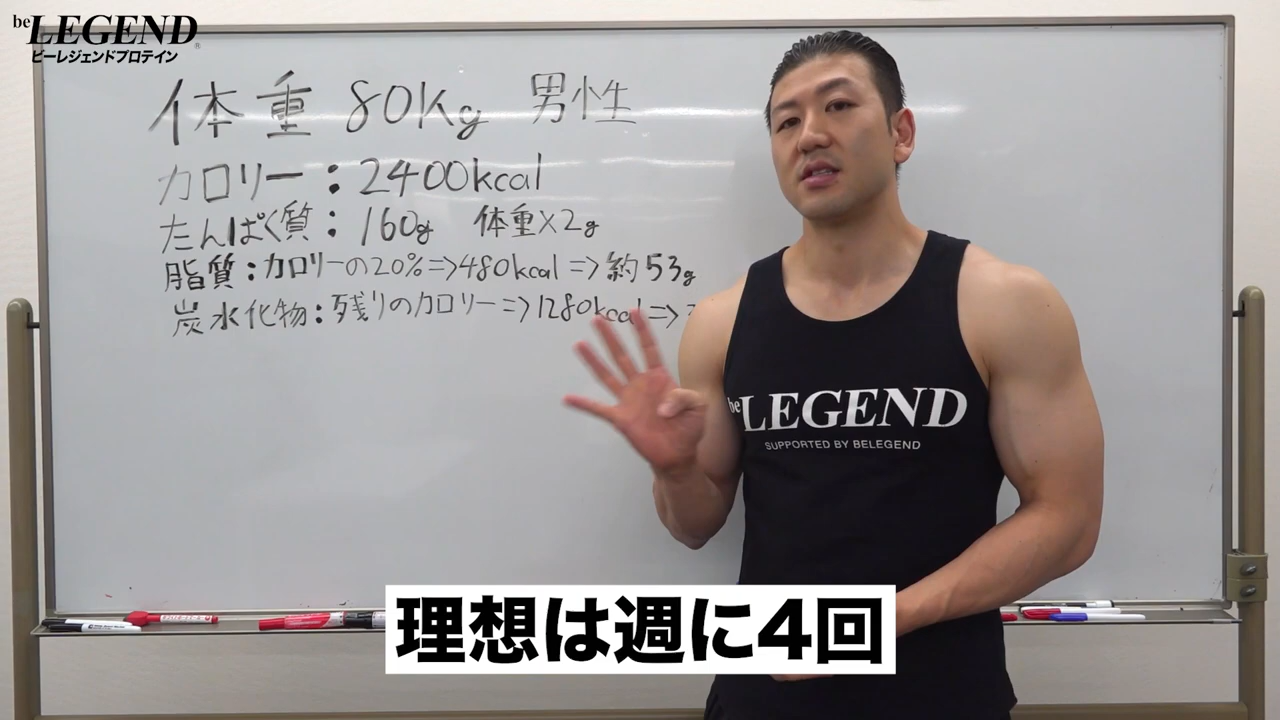 be LEGEND®
ビーレジェンドプロテイン
体重 80Kg 男性
カロリー：2400kcal
たんぱく質：160g 体重×2g
脂質：カロリーの20%⇒480kcal⇒約53g
炭水化物：残りのカロリー⇒1280kcal⇒
be LEGEND
SUPPORTED BY BELEGEND
理想は週に4回